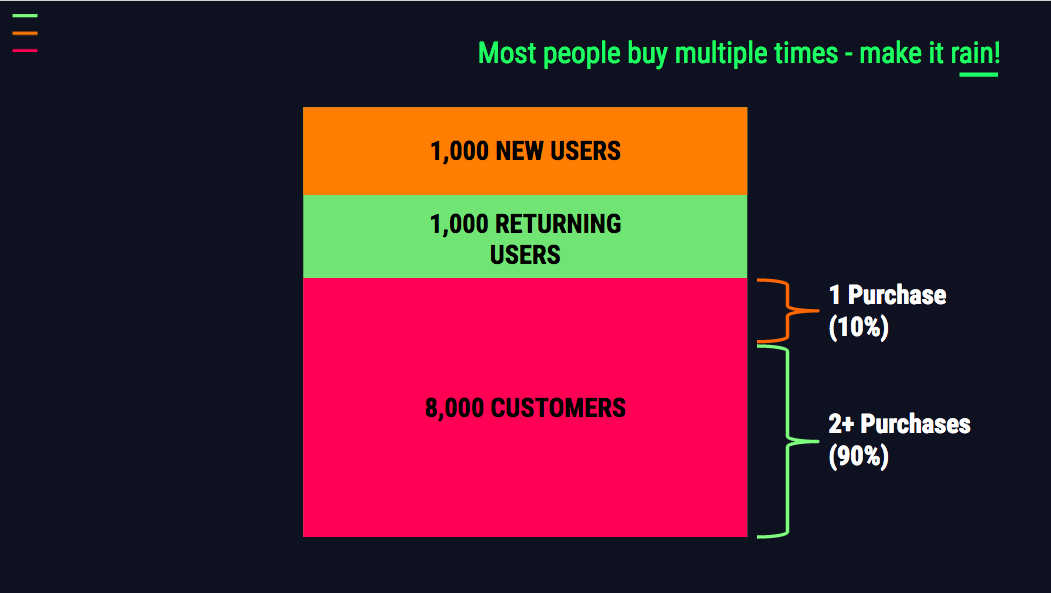 Most people buy multiple times - make it rain!
1,000 NEW USERS
1,000 RETURNING
USERS
8,000 CUSTOMERS
1 Purchase
(10%)
2+ Purchases
(90%)